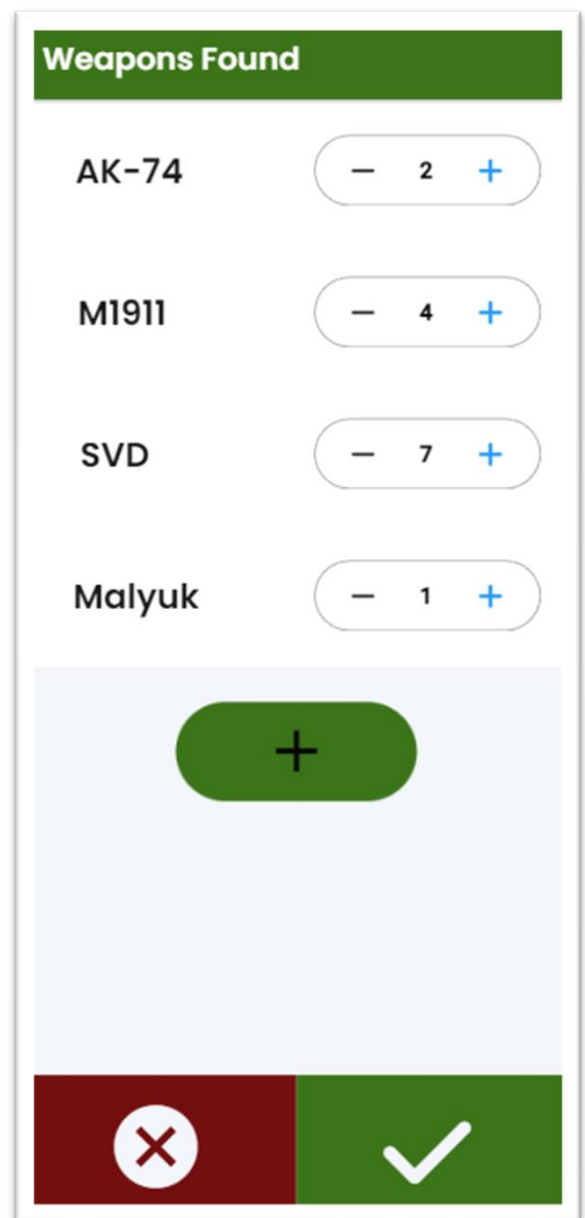 Weapons Found
AK-74 − 2 +
M1911 − 4 +
SVD − 7 +
Malyuk − 1 +
+